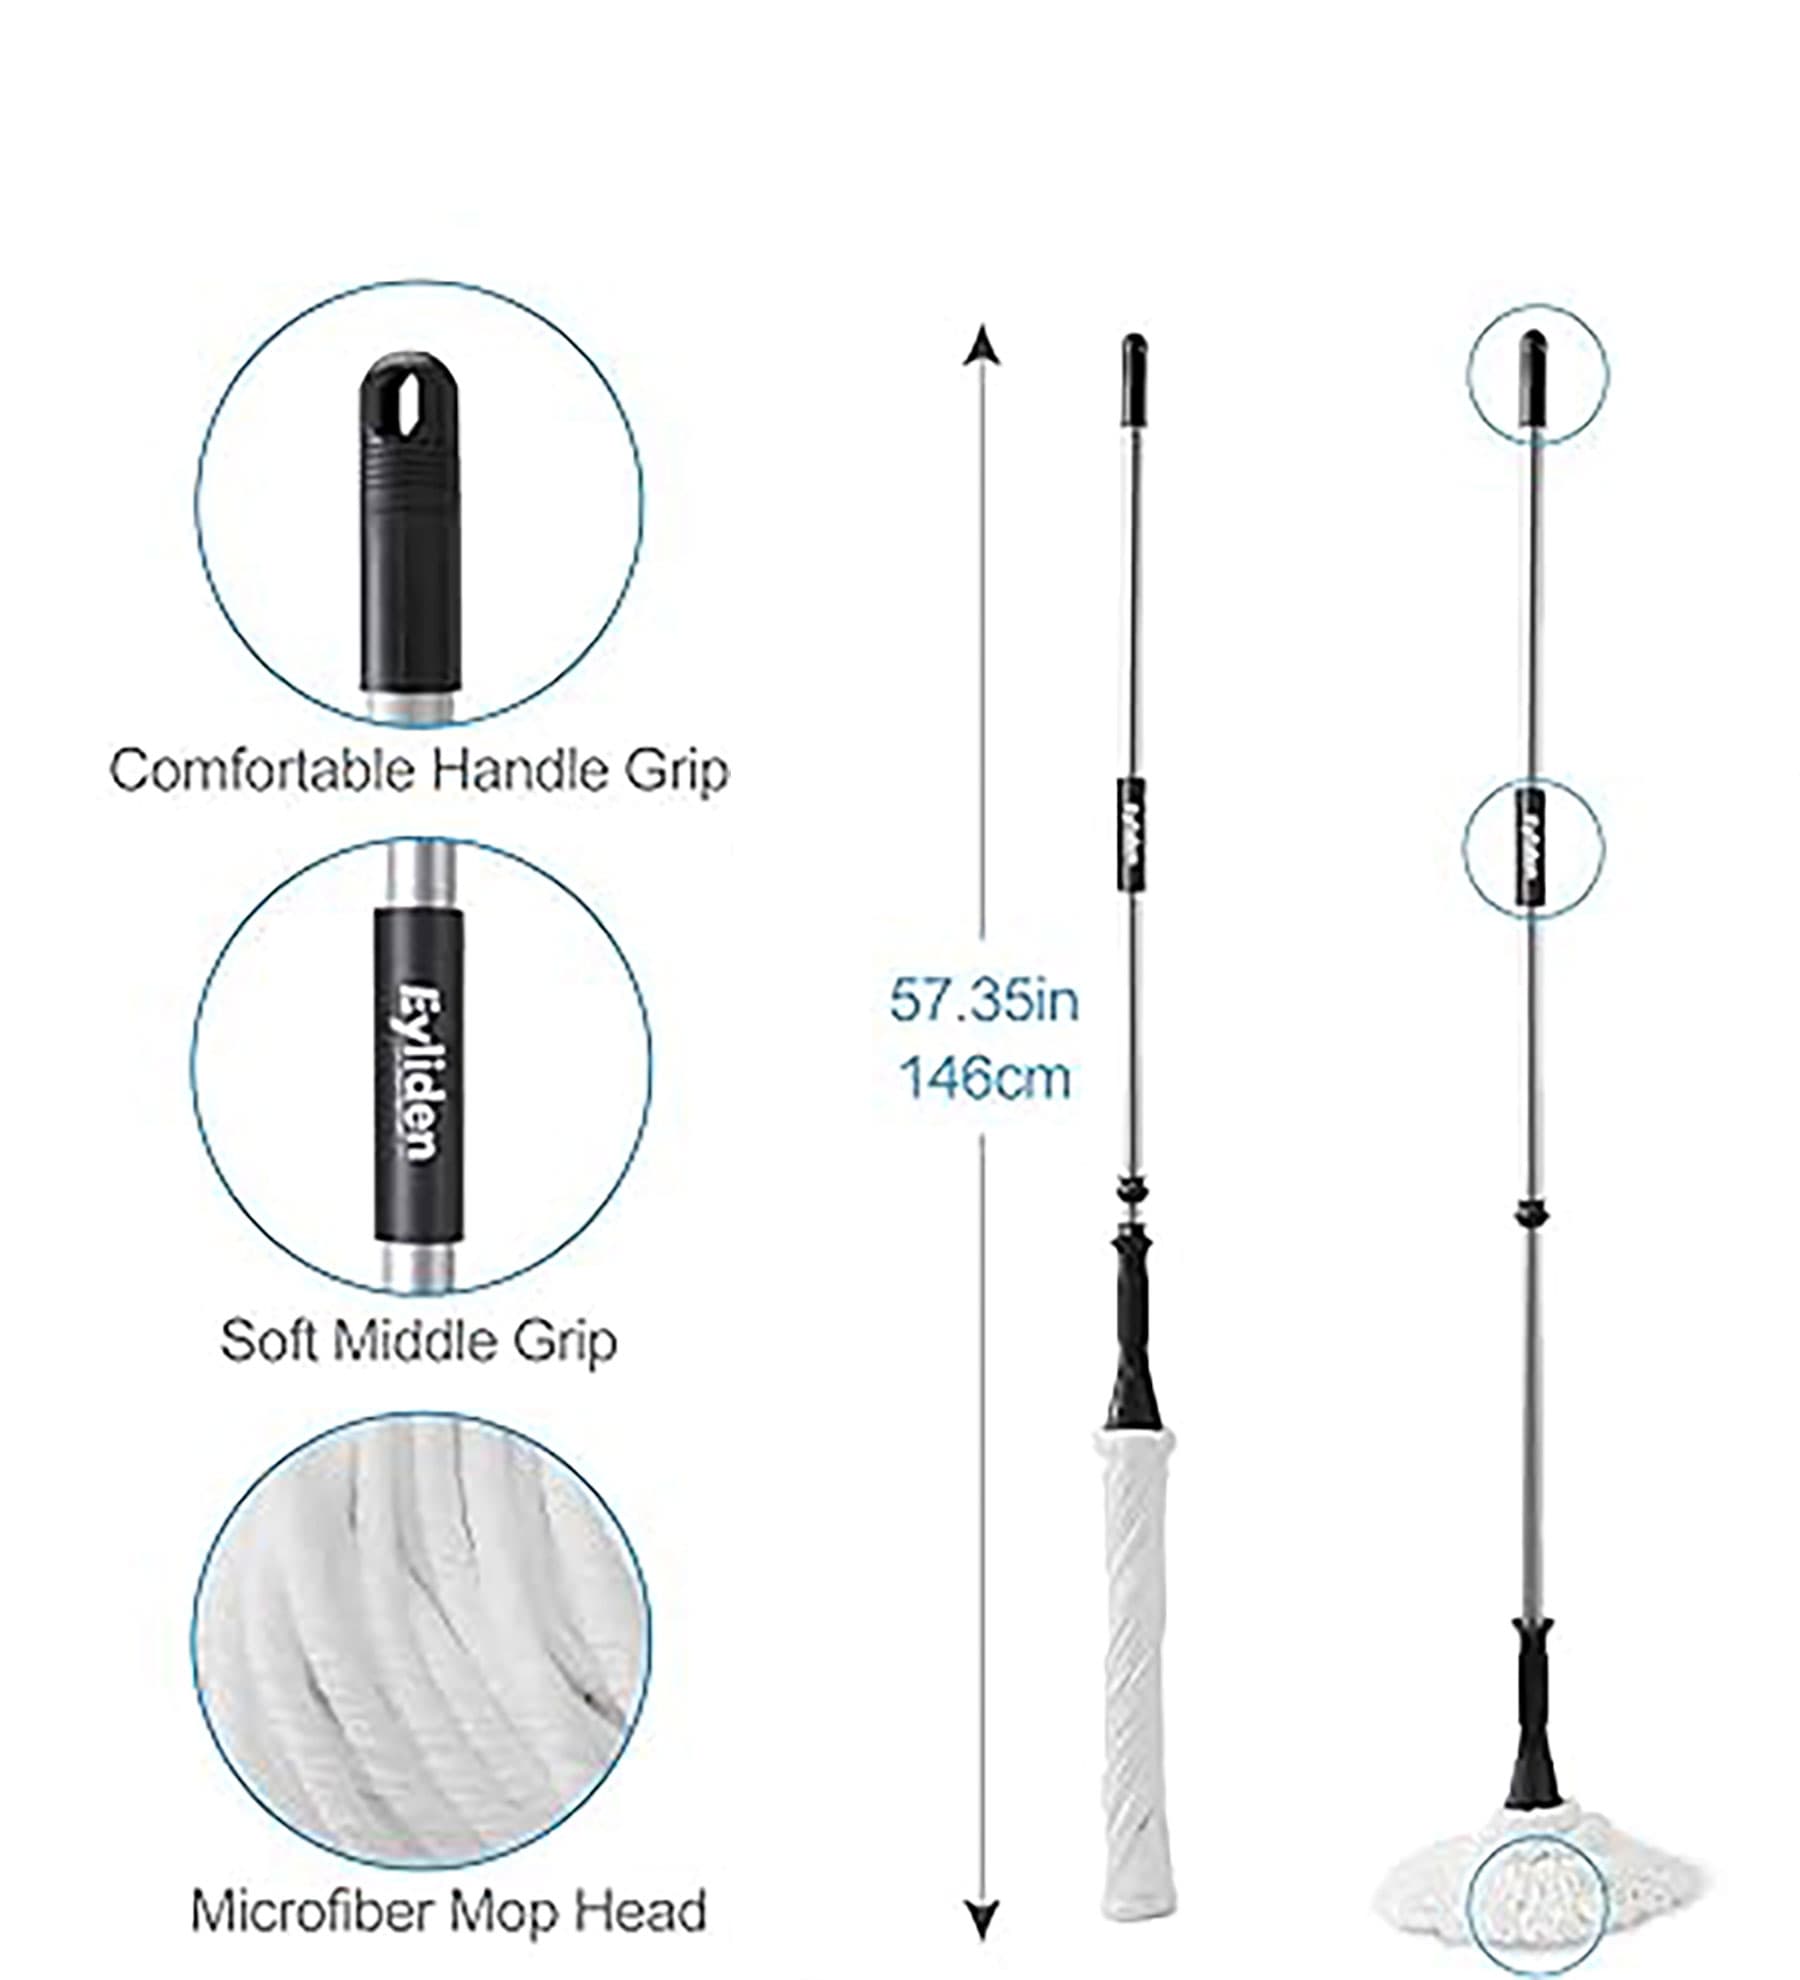 Comfortable Handle Grip
Eyliden
Soft Middle Grip
Microfiber Mop Head
57.35in
146cm